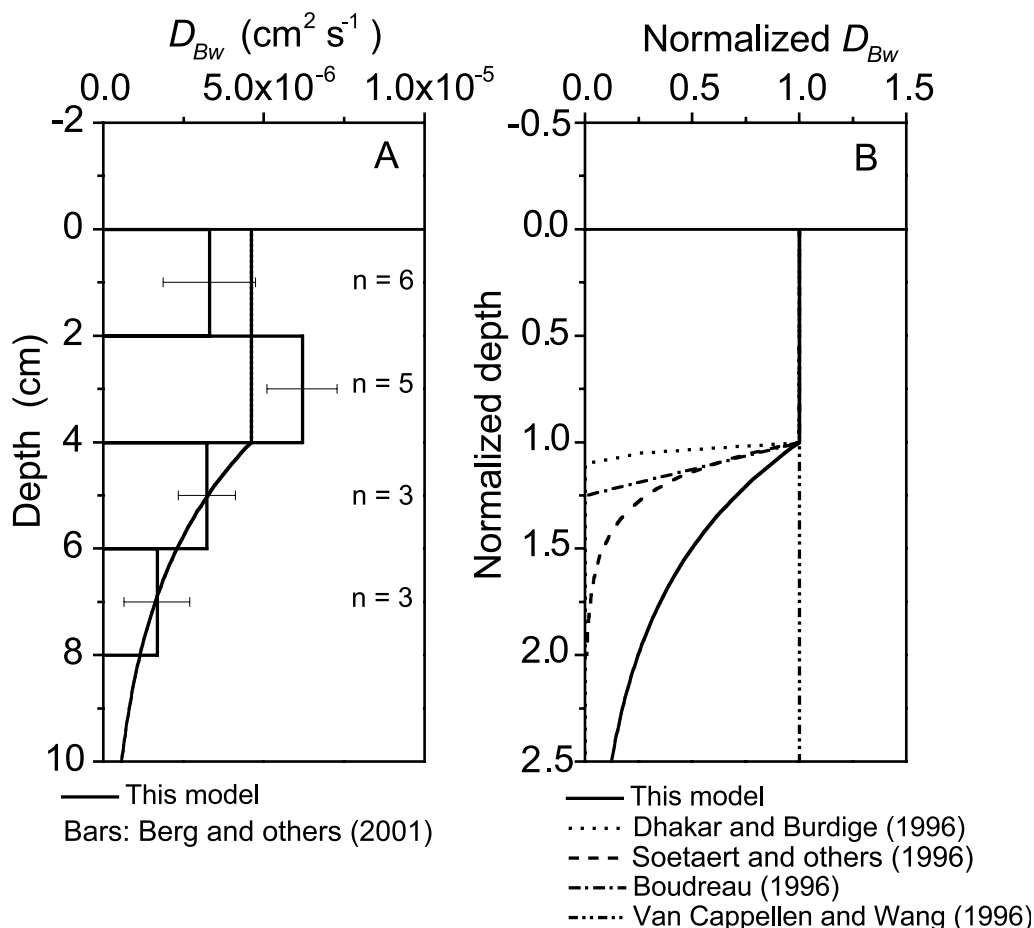 D_Bw (cm² s⁻¹)
0.0 5.0x10⁻⁶ 1.0x10⁻⁵
-2
0
2
4
6
8
10
Depth (cm)
A
n = 6
n = 5
n = 3
n = 3
This model
Bars: Berg and others (2001)
Normalized D_Bw
0.0 0.5 1.0 1.5
-0.5
0.0
0.5
1.0
1.5
2.0
2.5
Normalized depth
B
This model
Dhakar and Burdige (1996)
Soetaert and others (1996)
Boudreau (1996)
Van Cappellen and Wang (1996)